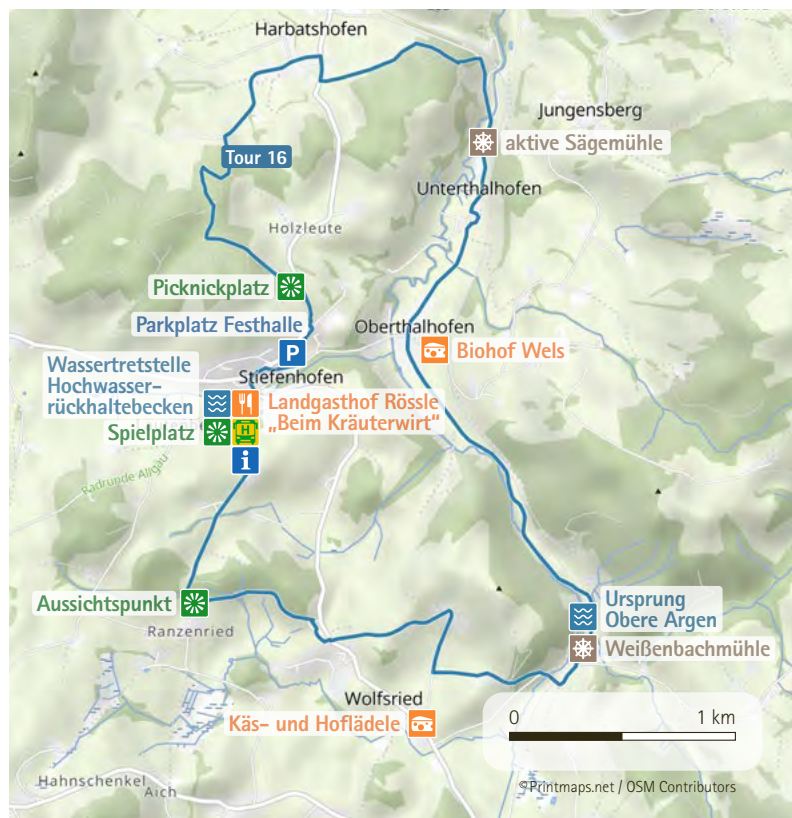 Harbatshofen
Jungensberg
aktive Sägemühle
Tour 16
Unterthalhofen
Holzleute
Picknickplatz
Parkplatz Festhalle
P
Oberthalhofen
Biohof Wels
Wassertretstelle
Hochwasser-
rückhaltebecken
Stiefenhofen
Landgasthof Rössle
„Beim Kräuterwirt“
Spielplatz
H
i
Radrunde Allgäu
Aussichtspunkt
Ranzenried
Ursprung
Obere Argen
Weißenbachmühle
Wolfsried
Käs- und Hoflädele
0 1 km
Hahnschenkel
Aich
©Printmaps.net / OSM Contributors